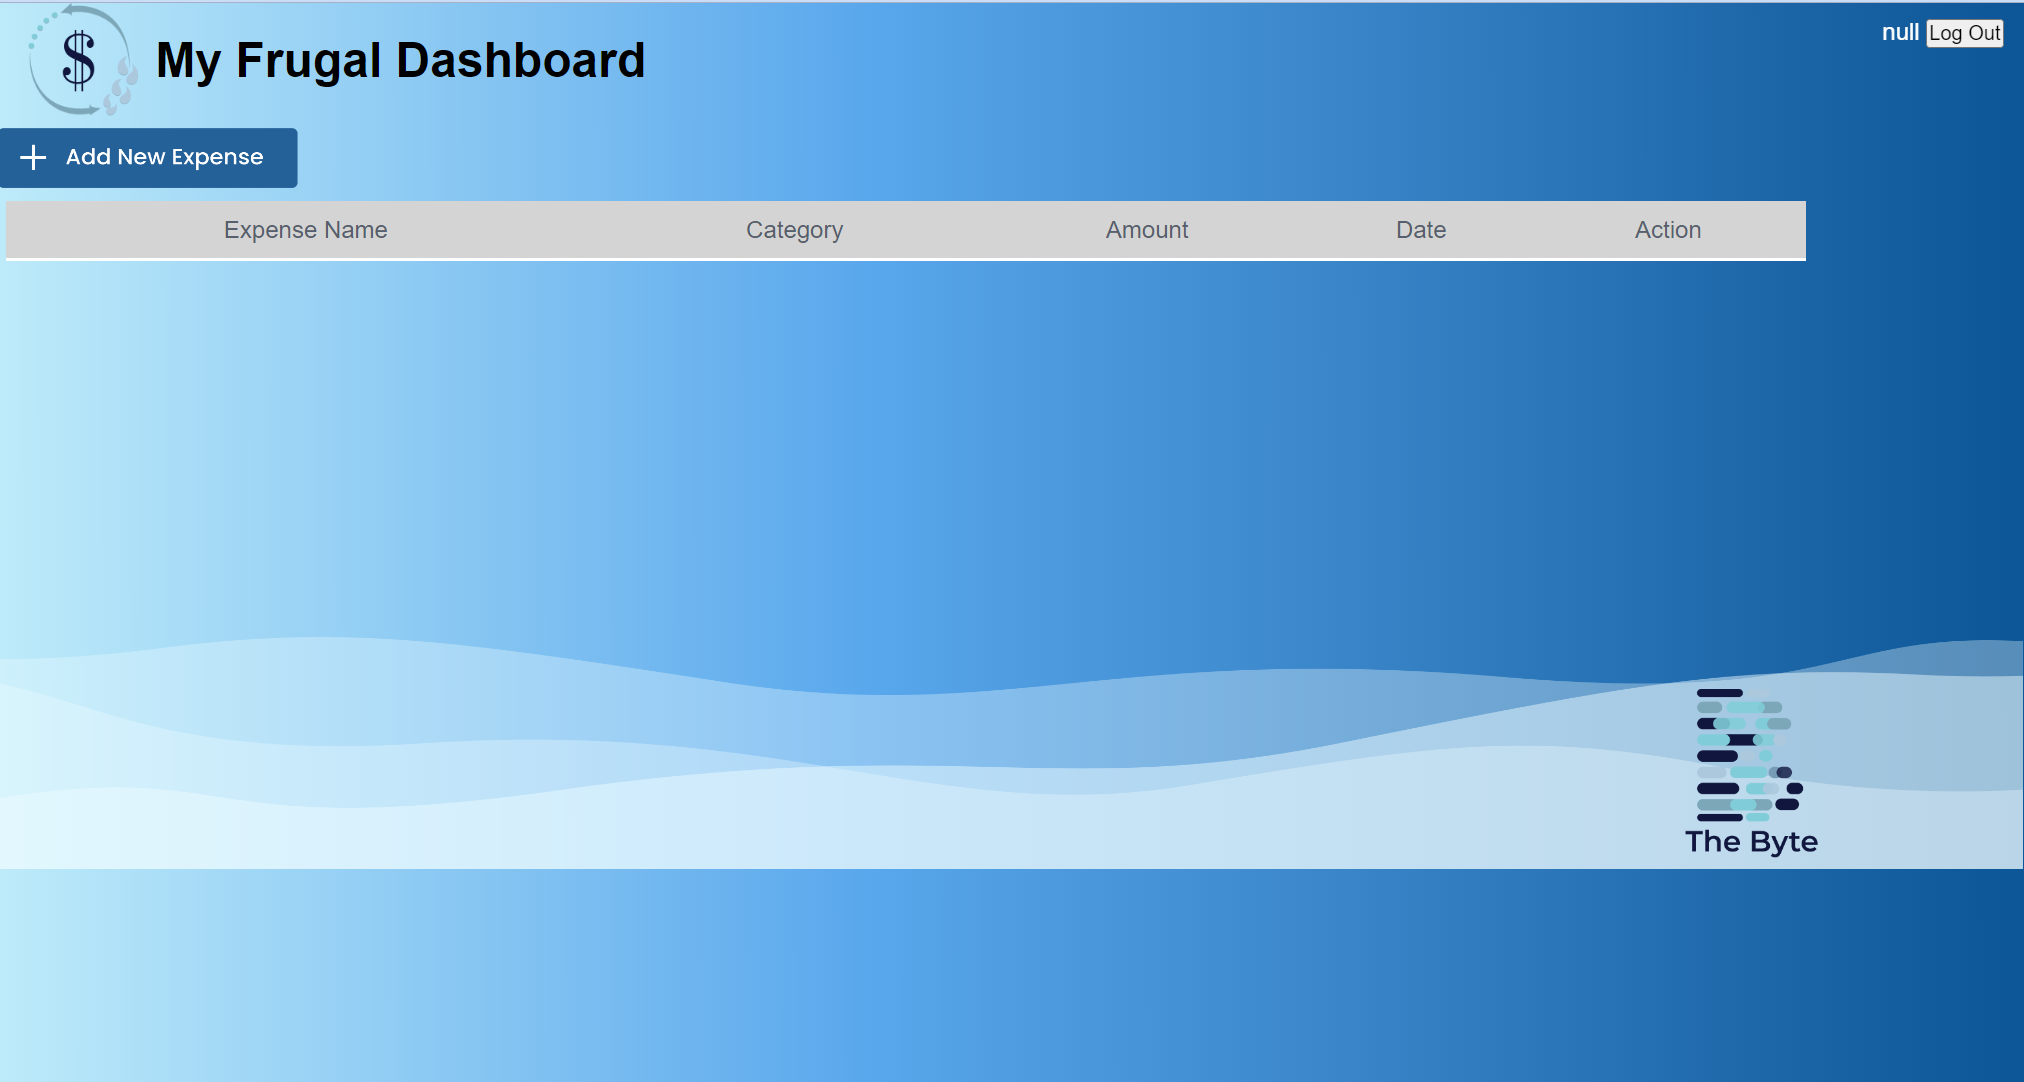 $
My Frugal Dashboard
null Log Out
Add New Expense
Expense Name Category Amount Date Action
The Byte